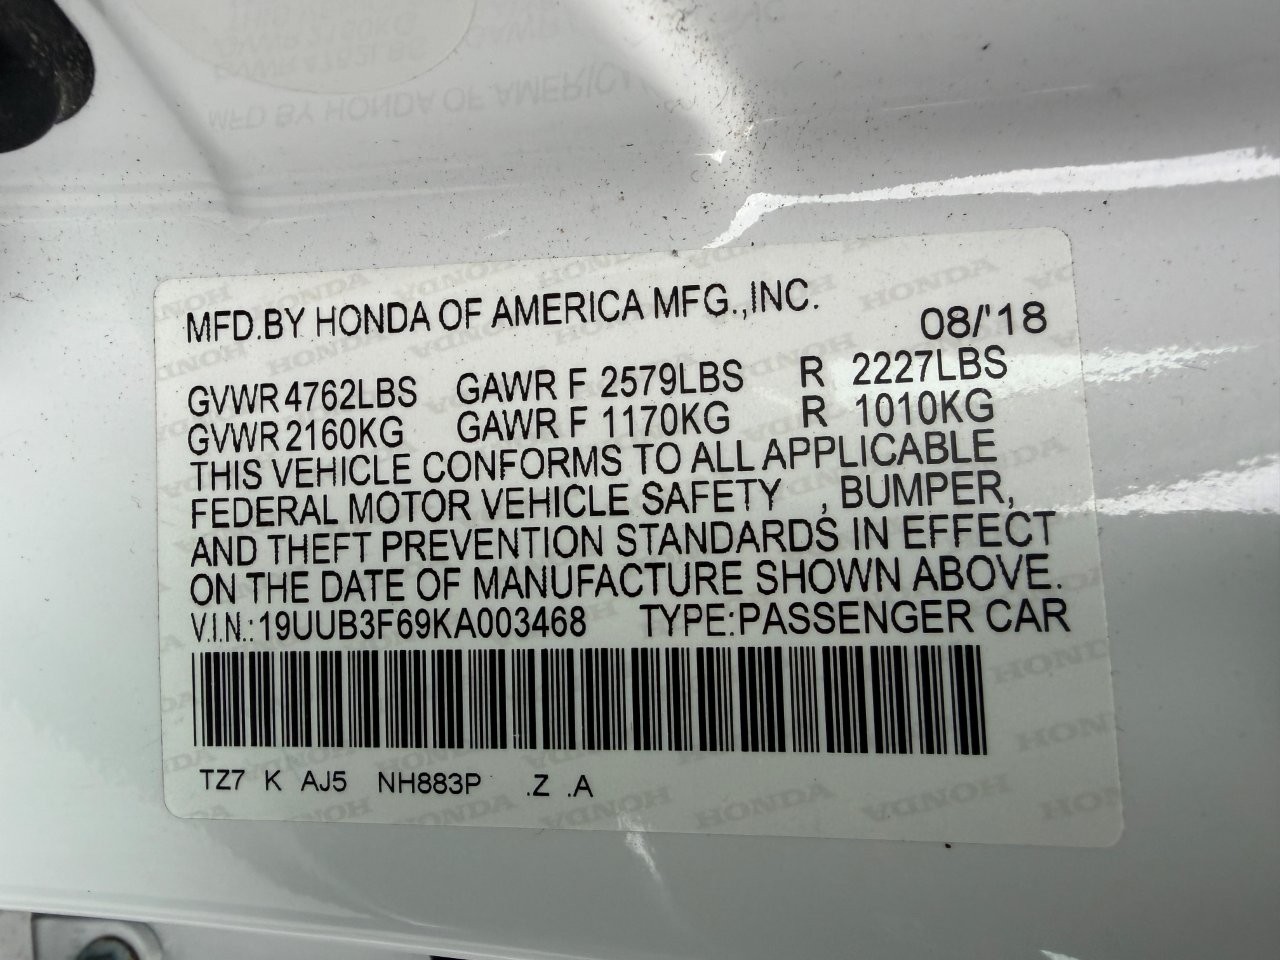 MFD.BY HONDA OF AMERICA MFG.,INC.
08/'18
GVWR 4762LBS GAWR F 2579LBS R 2227LBS
GVWR 2160KG GAWR F 1170KG R 1010KG
THIS VEHICLE CONFORMS TO ALL APPLICABLE
FEDERAL MOTOR VEHICLE SAFETY , BUMPER,
AND THEFT PREVENTION STANDARDS IN EFFECT
ON THE DATE OF MANUFACTURE SHOWN ABOVE.
V.I.N.:19UUB3F69KA003468 TYPE:PASSENGER CAR
TZ7 K AJ5 NH883P .Z .A